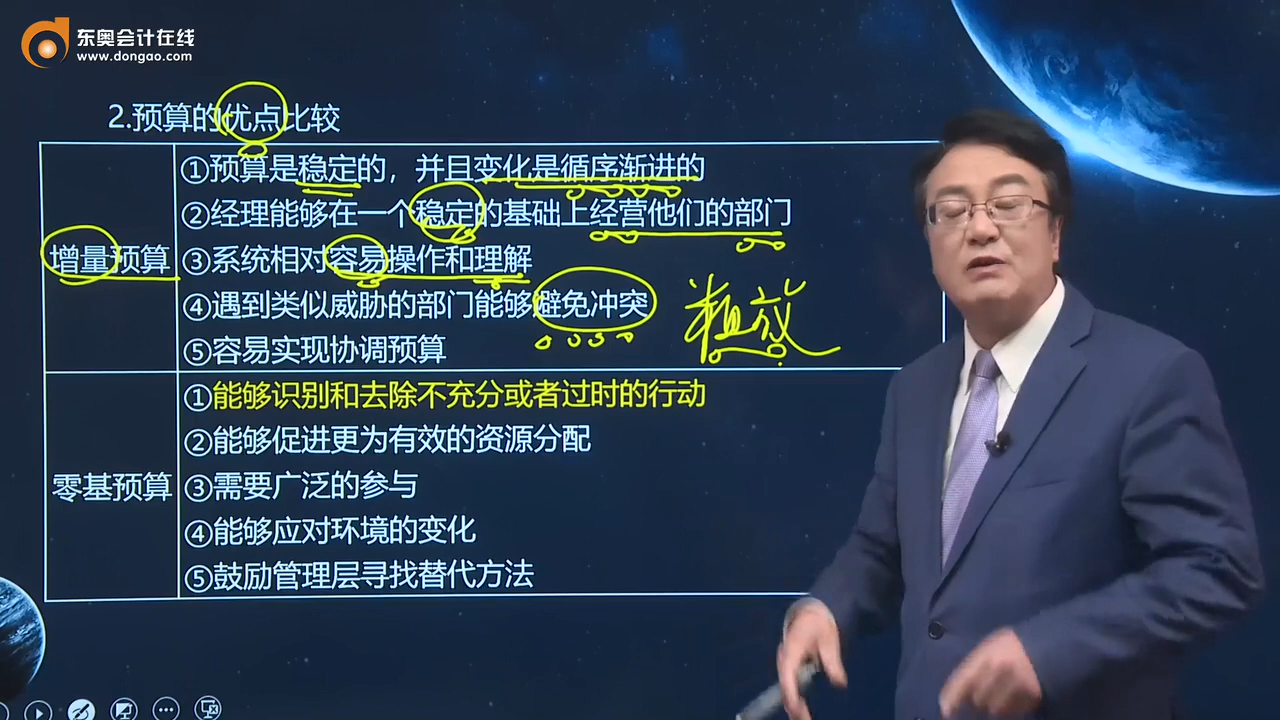 东奥会计在线
www.dongao.com
2.预算的优点比较
增量预算
①预算是稳定的，并且变化是循序渐进的
②经理能够在一个稳定的基础上经营他们的部门
③系统相对容易操作和理解
④遇到类似威胁的部门能够避免冲突
粗放
⑤容易实现协调预算
零基预算
①能够识别和去除不充分或者过时的行动
②能够促进更为有效的资源分配
③需要广泛的参与
④能够应对环境的变化
⑤鼓励管理层寻找替代方法